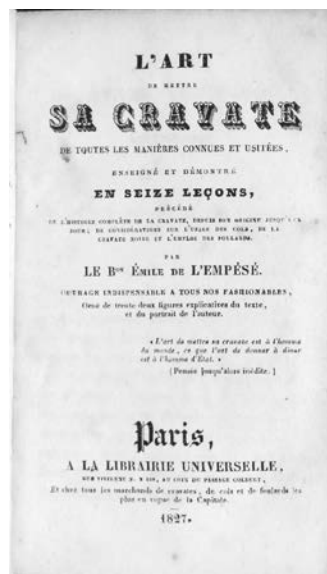 L'ART
DE METTRE
SA CRAVATE
DE TOUTES LES MANIÈRES CONNUES ET USITÉES,
ENSEIGNÉ ET DÉMONTRÉ
EN SEIZE LEÇONS,
PRÉCÉDÉ
DE L'HISTOIRE COMPLÈTE DE LA CRAVATE, DEPUIS SON ORIGINE JUSQU'A CE
JOUR; DE CONSIDÉRATIONS SUR L'USAGE DES COLS, DE LA
CRAVATE NOIRE ET L'EMPLOI DES FOULARDS.
PAR
LE Bon ÉMILE DE L'EMPÉSÉ.
OUVRAGE INDISPENSABLE A TOUS NOS FASHIONABLES,
Orné de trente-deux figures explicatives du texte,
et du portrait de l'auteur.
« L'art de mettre sa cravate est à l'homme
du monde, ce que l'art de donner à dîner
est à l'homme d'État. »
(Pensée jusqu'alors inédite.)
Paris,
A LA LIBRAIRIE UNIVERSELLE,
RUE VIVIENNE N. AU COIN DU PASSAGE COLBERT,
Et chez tous les marchands de cravates, de cols et de foulards les
plus en vogue de la Capitale.
1827.